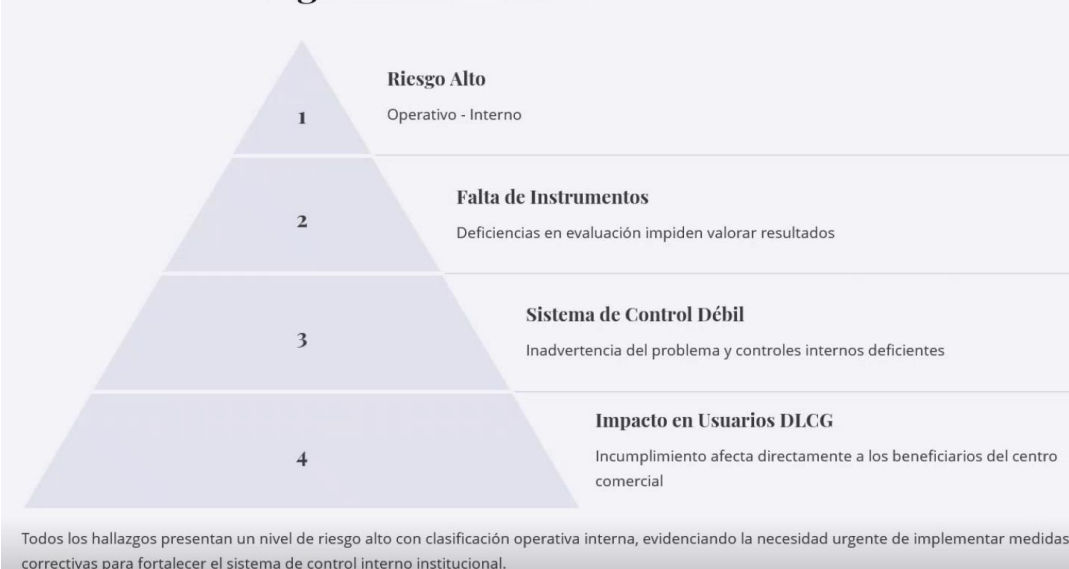 1
Riesgo Alto
Operativo - Interno
2
Falta de Instrumentos
Deficiencias en evaluación impiden valorar resultados
3
Sistema de Control Débil
Inadvertencia del problema y controles internos deficientes
4
Impacto en Usuarios DLCG
Incumplimiento afecta directamente a los beneficiarios del centro
comercial
Todos los hallazgos presentan un nivel de riesgo alto con clasificación operativa interna, evidenciando la necesidad urgente de implementar medidas
correctivas para fortalecer el sistema de control interno institucional.